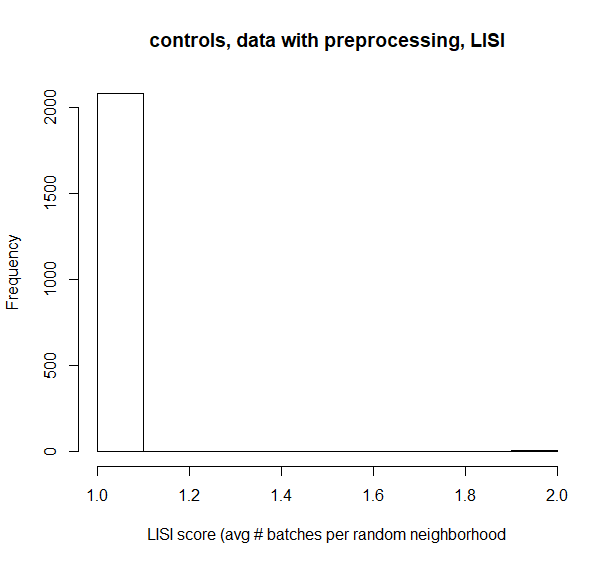 controls, data with preprocessing, LISI
Frequency
2000
1500
1000
500
0
1.0 1.2 1.4 1.6 1.8 2.0
LISI score (avg # batches per random neighborhood